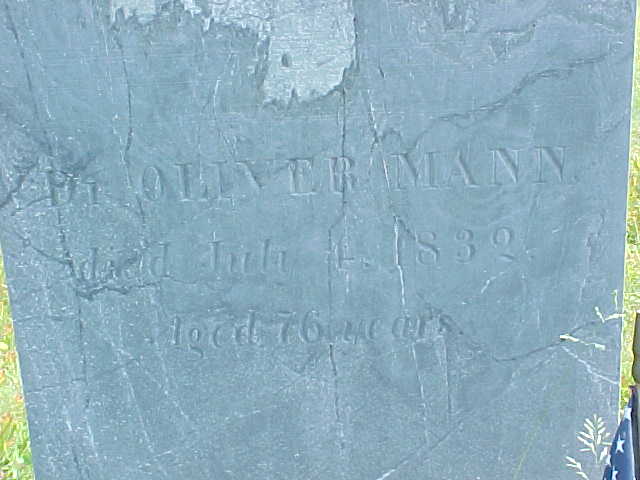 Dr. OLIVER MANN
died July 4, 1832.
Aged 76 years.